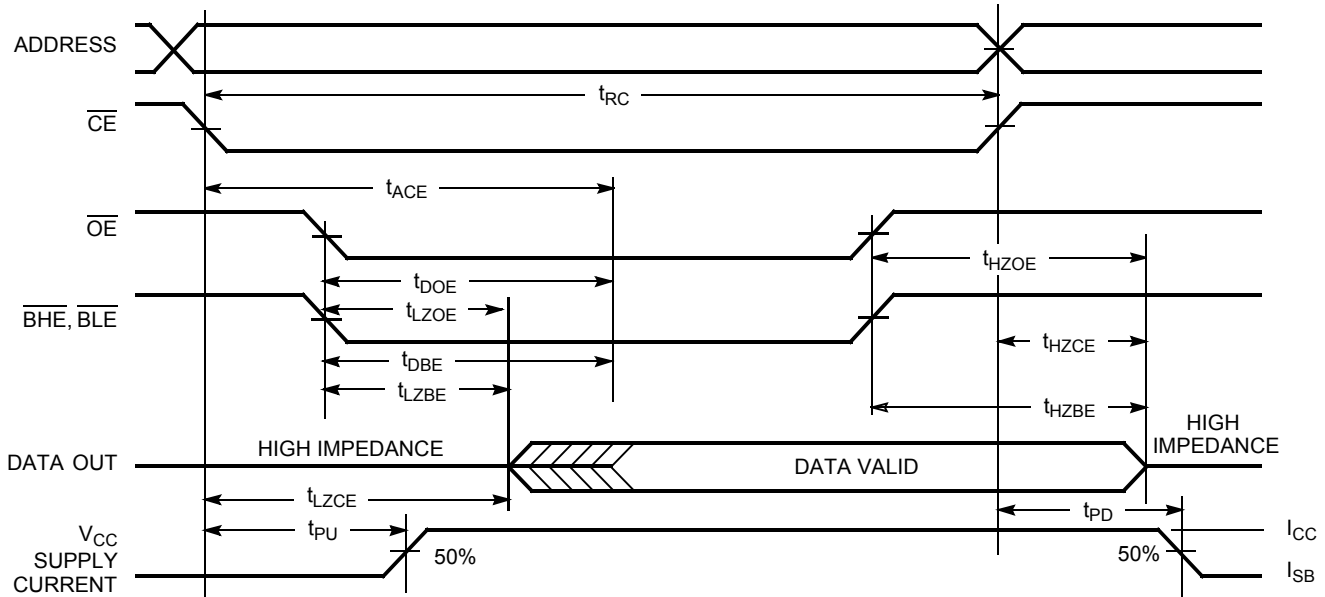 ADDRESS
tRC
CE
tACE
OE
tHZOE
tDOE
BHE, BLE
tLZOE
tHZCE
tDBE
tLZBE
tHZBE
HIGH
IMPEDANCE
HIGH IMPEDANCE
DATA OUT
DATA VALID
tLZCE
tPU
tPD
VCC
SUPPLY
CURRENT
50%
50%
ICC
ISB